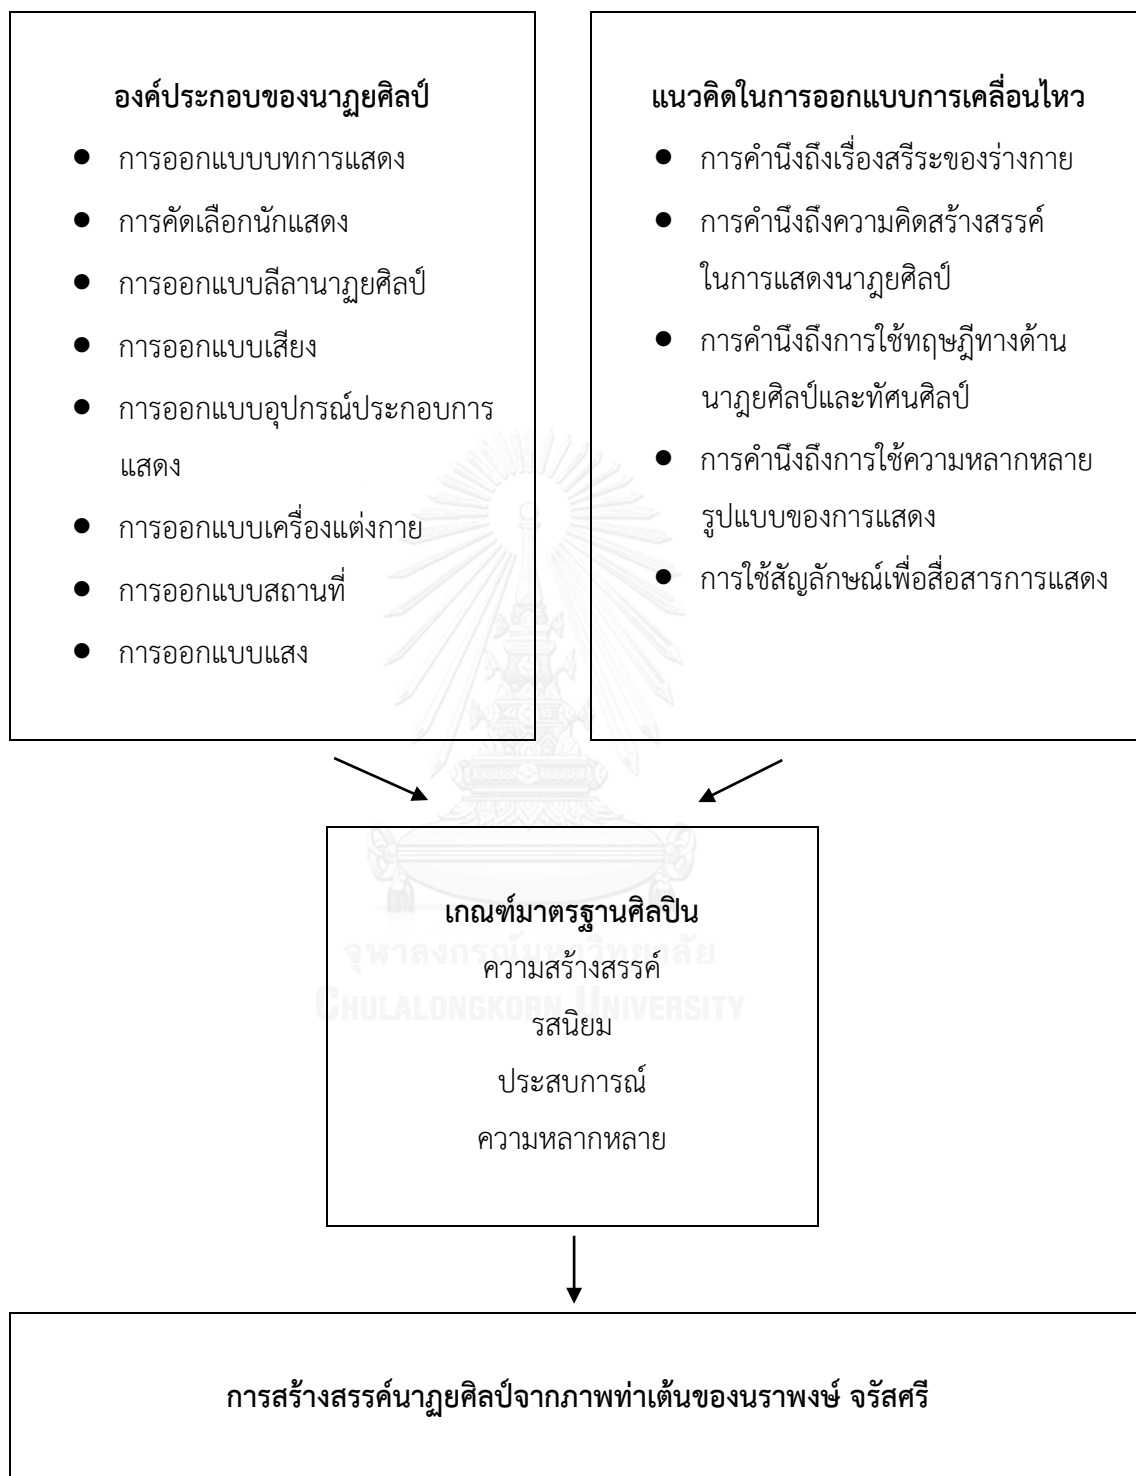 องค์ประกอบของนาฏยศิลป์
● การออกแบบบทการแสดง
● การคัดเลือกนักแสดง
● การออกแบบลีลานาฏยศิลป์
● การออกแบบเสียง
● การออกแบบอุปกรณ์ประกอบการ
แสดง
● การออกแบบเครื่องแต่งกาย
● การออกแบบสถานที่
● การออกแบบแสง
แนวคิดในการออกแบบการเคลื่อนไหว
● การคำนึงถึงเรื่องสรีระของร่างกาย
● การคำนึงถึงความคิดสร้างสรรค์
ในการแสดงนาฎยศิลป์
● การคำนึงถึงการใช้ทฤษฎีทางด้าน
นาฎยศิลป์และทัศนศิลป์
● การคำนึงถึงการใช้ความหลากหลาย
รูปแบบของการแสดง
● การใช้สัญลักษณ์เพื่อสื่อสารการแสดง
เกณฑ์มาตรฐานศิลปิน
จุฬาลงกรณ์มหาวิทยาลัย
ความสร้างสรรค์
CHULALONGKORN UNIVERSITY
รสนิยม
ประสบการณ์
ความหลากหลาย
การสร้างสรรค์นาฏยศิลป์จากภาพท่าเต้นของนราพงษ์ จรัสศรี